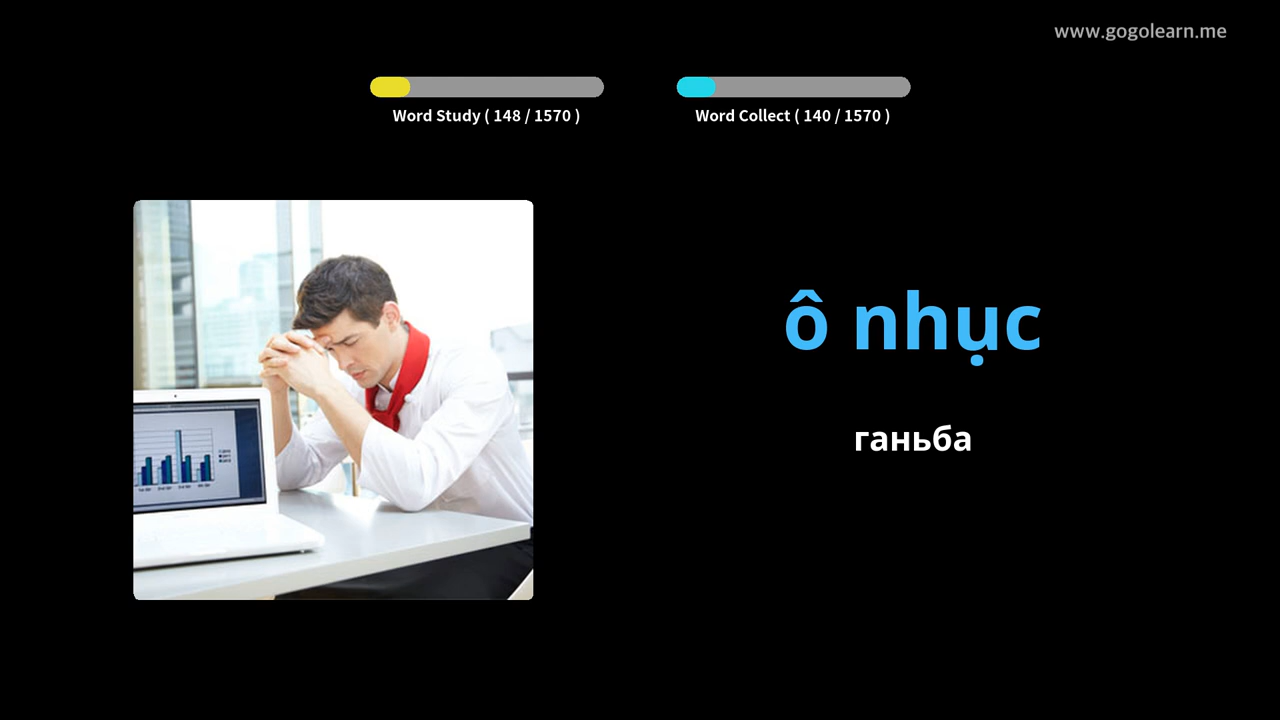 www.gogolearn.me
Word Study ( 148 / 1570 )
Word Collect ( 140 / 1570 )
ô nhục
ганьба